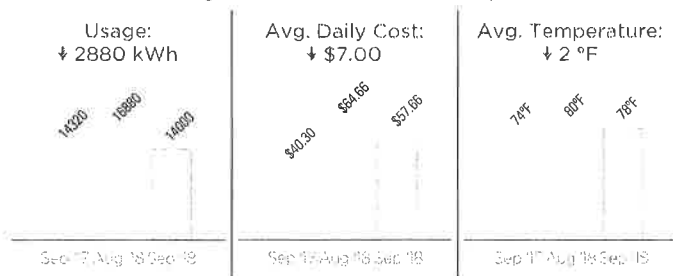 Usage:
↓ 2880 kWh
14320 16880 14000
Sep '17 Aug '18 Sep '18
Avg. Daily Cost:
↓ $7.00
$40.30 $64.66 $57.66
Sep '17 Aug '18 Sep '18
Avg. Temperature:
↓ 2 °F
74°F 80°F 78°F
Sep '17 Aug '18 Sep '18